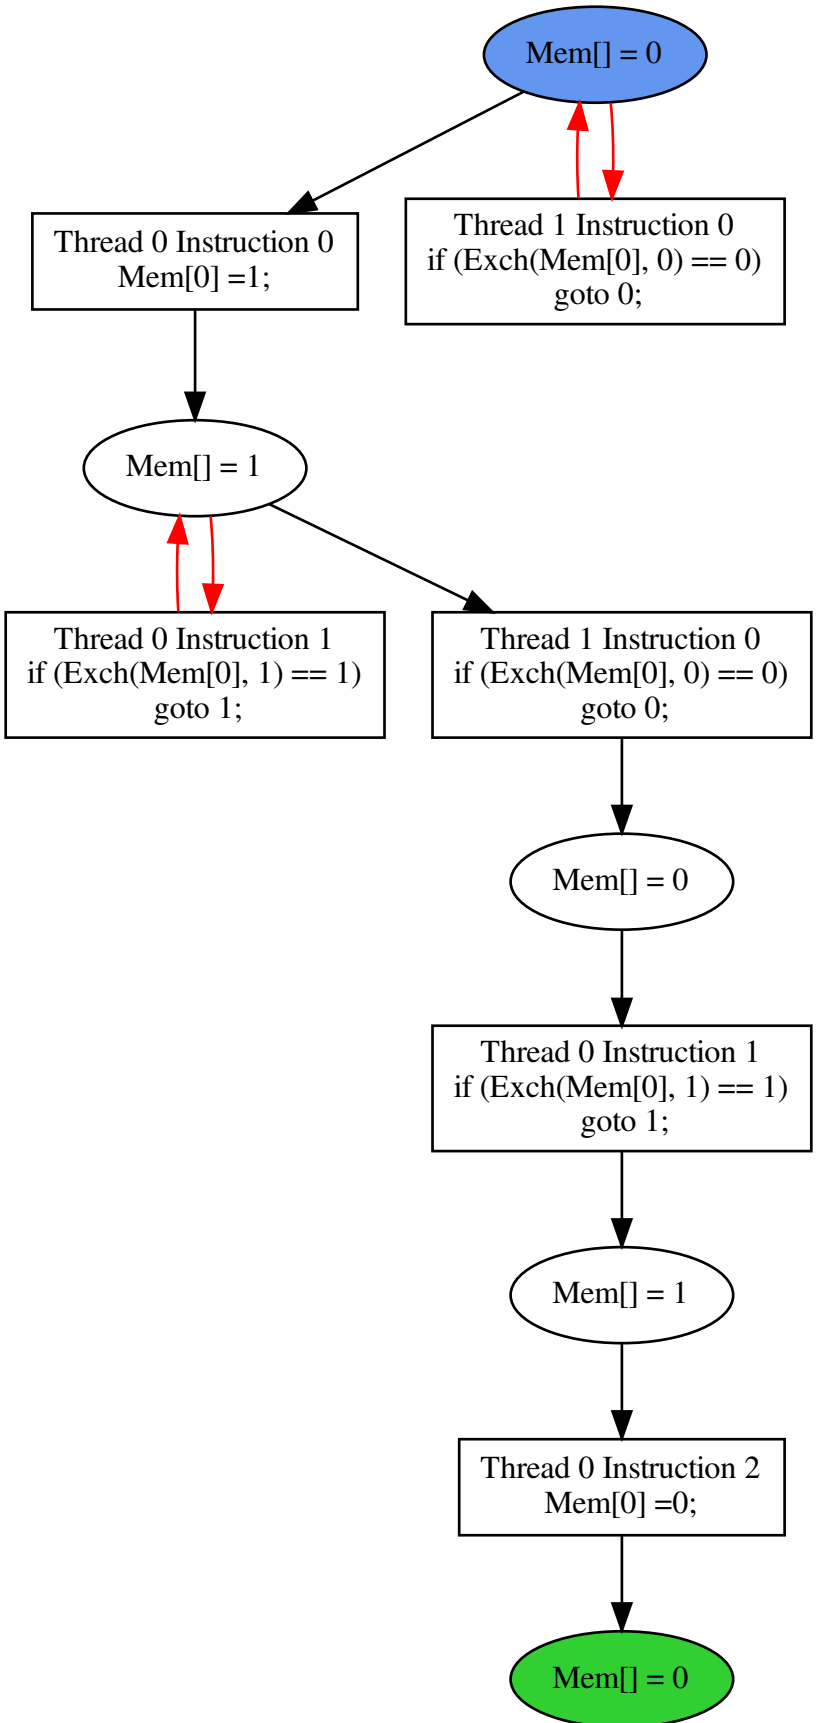 Mem[] = 0
Thread 0 Instruction 0
Mem[0] =1;
Thread 1 Instruction 0
if (Exch(Mem[0], 0) == 0)
goto 0;
Mem[] = 1
Thread 0 Instruction 1
if (Exch(Mem[0], 1) == 1)
goto 1;
Thread 1 Instruction 0
if (Exch(Mem[0], 0) == 0)
goto 0;
Mem[] = 0
Thread 0 Instruction 1
if (Exch(Mem[0], 1) == 1)
goto 1;
Mem[] = 1
Thread 0 Instruction 2
Mem[0] =0;
Mem[] = 0